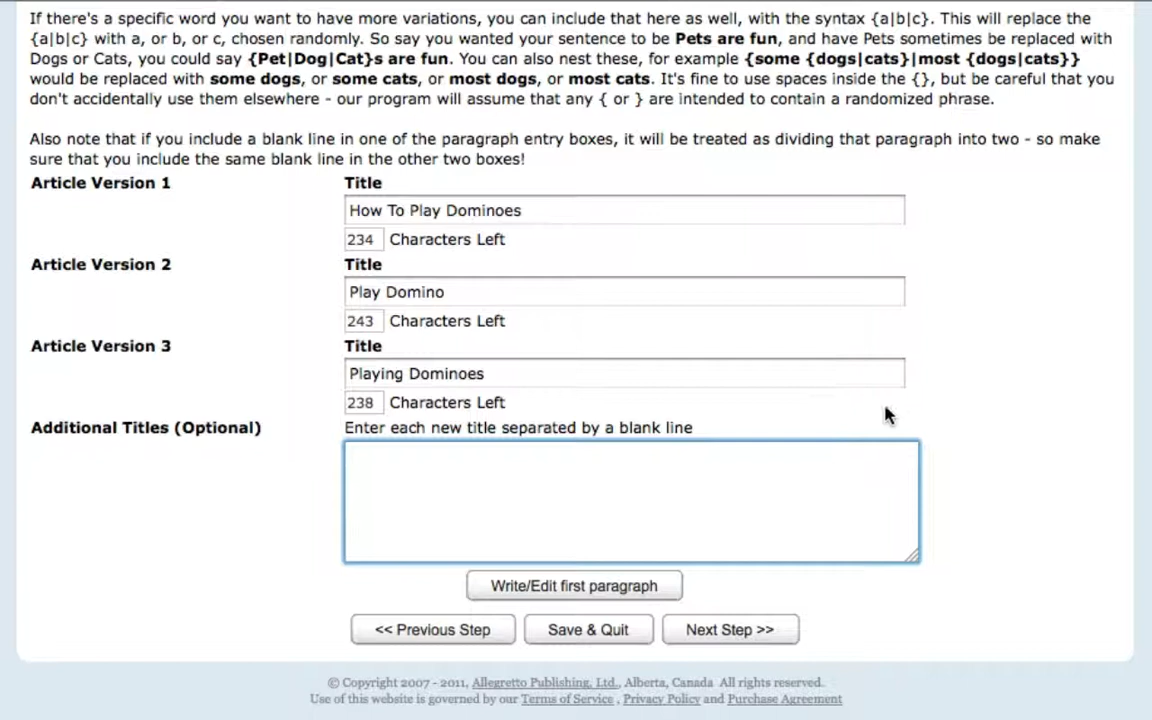 If there's a specific word you want to have more variations, you can include that here as well, with the syntax {a|b|c}. This will replace the
{a|b|c} with a, or b, or c, chosen randomly. So say you wanted your sentence to be Pets are fun, and have Pets sometimes be replaced with
Dogs or Cats, you could say {Pet|Dog|Cat}s are fun. You can also nest these, for example {some {dogs|cats}|most {dogs|cats}}
would be replaced with some dogs, or some cats, or most dogs, or most cats. It's fine to use spaces inside the {}, but be careful that you
don't accidentally use them elsewhere - our program will assume that any { or } are intended to contain a randomized phrase.
Also note that if you include a blank line in one of the paragraph entry boxes, it will be treated as dividing that paragraph into two - so make
sure that you include the same blank line in the other two boxes!
Article Version 1 Title
How To Play Dominoes
234 Characters Left
Article Version 2 Title
Play Domino
243 Characters Left
Article Version 3 Title
Playing Dominoes
238 Characters Left
Additional Titles (Optional) Enter each new title separated by a blank line
Write/Edit first paragraph
<< Previous Step Save & Quit Next Step >>
© Copyright 2007 - 2011, Allegretto Publishing, Ltd., Alberta, Canada All rights reserved.
Use of this website is governed by our Terms of Service , Privacy Policy and Purchase Agreement